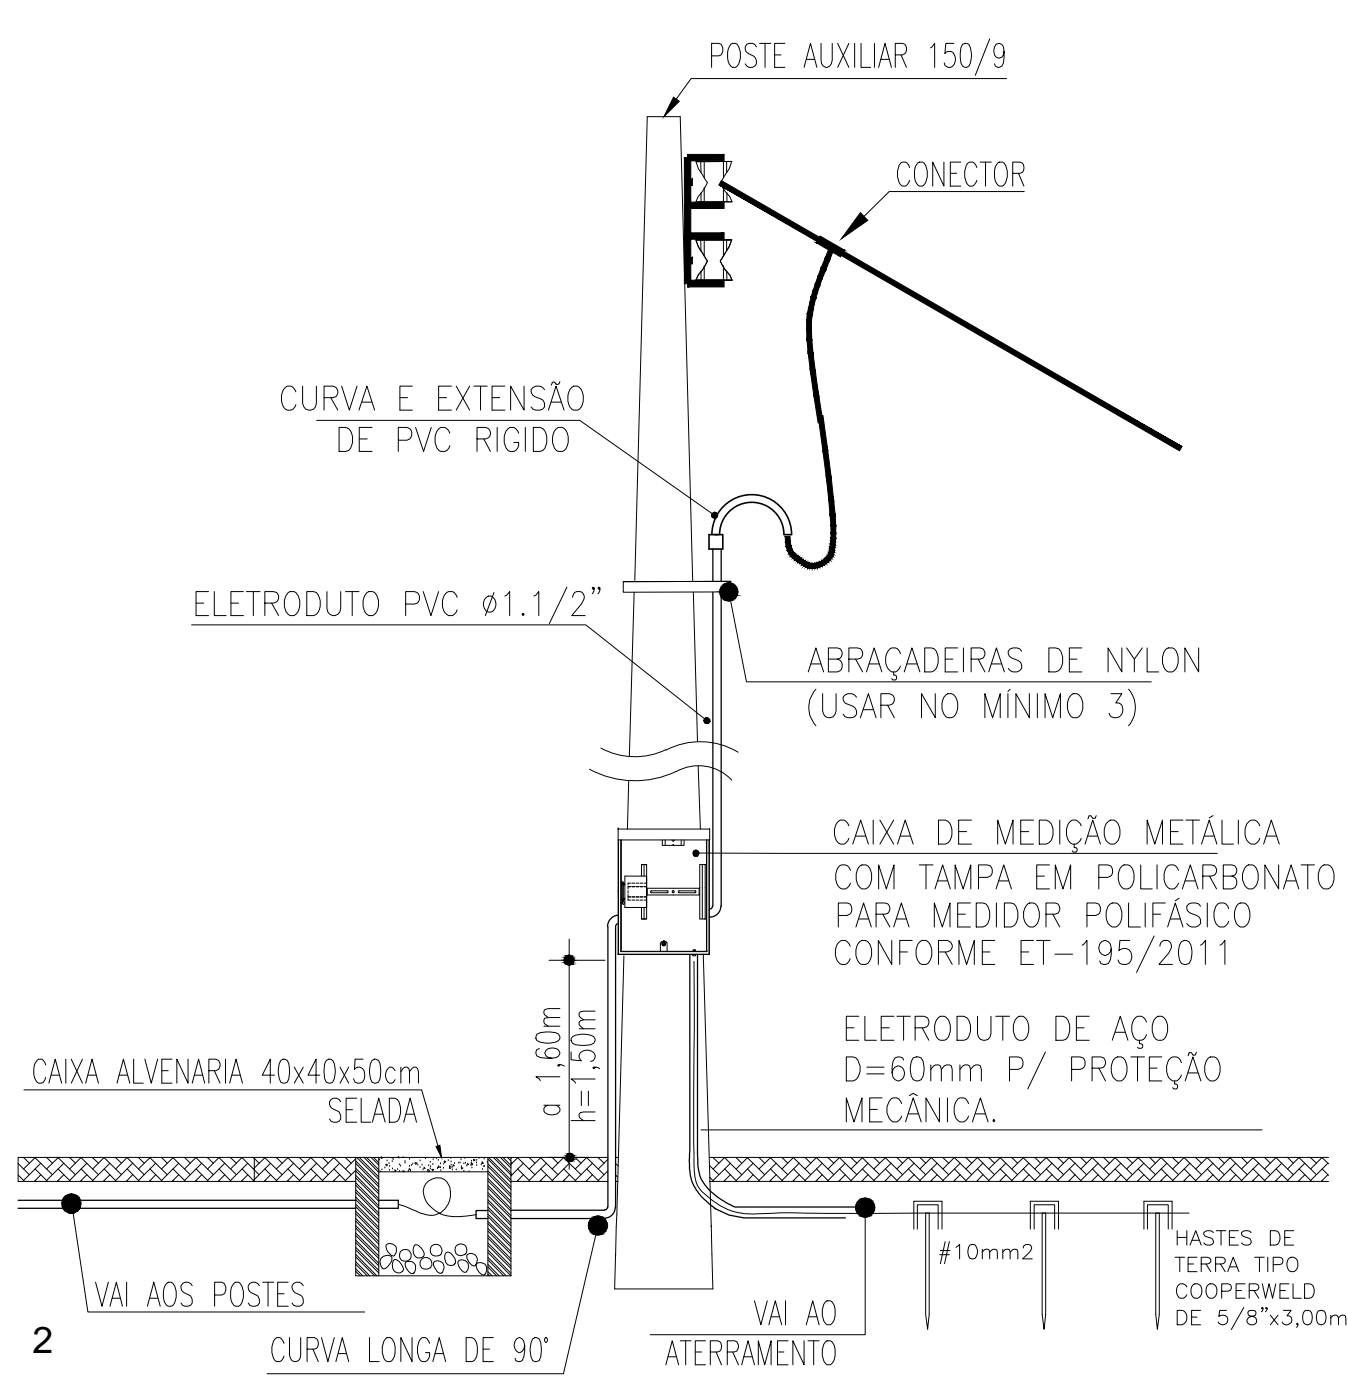 POSTE AUXILIAR 150/9
CONECTOR
CURVA E EXTENSÃO
DE PVC RIGIDO
ELETRODUTO PVC ø1.1/2”
ABRAÇADEIRAS DE NYLON
(USAR NO MÍNIMO 3)
CAIXA DE MEDIÇÃO METÁLICA
COM TAMPA EM POLICARBONATO
PARA MEDIDOR POLIFÁSICO
CONFORME ET-195/2011
h=1,50m
a 1,60m
ELETRODUTO DE AÇO
D=60mm P/ PROTEÇÃO
MECÂNICA.
CAIXA ALVENARIA 40x40x50cm
SELADA
#10mm2
HASTES DE
TERRA TIPO
COOPERWELD
DE 5/8”x3,00m
VAI AOS POSTES
VAI AO
ATERRAMENTO
CURVA LONGA DE 90°
2